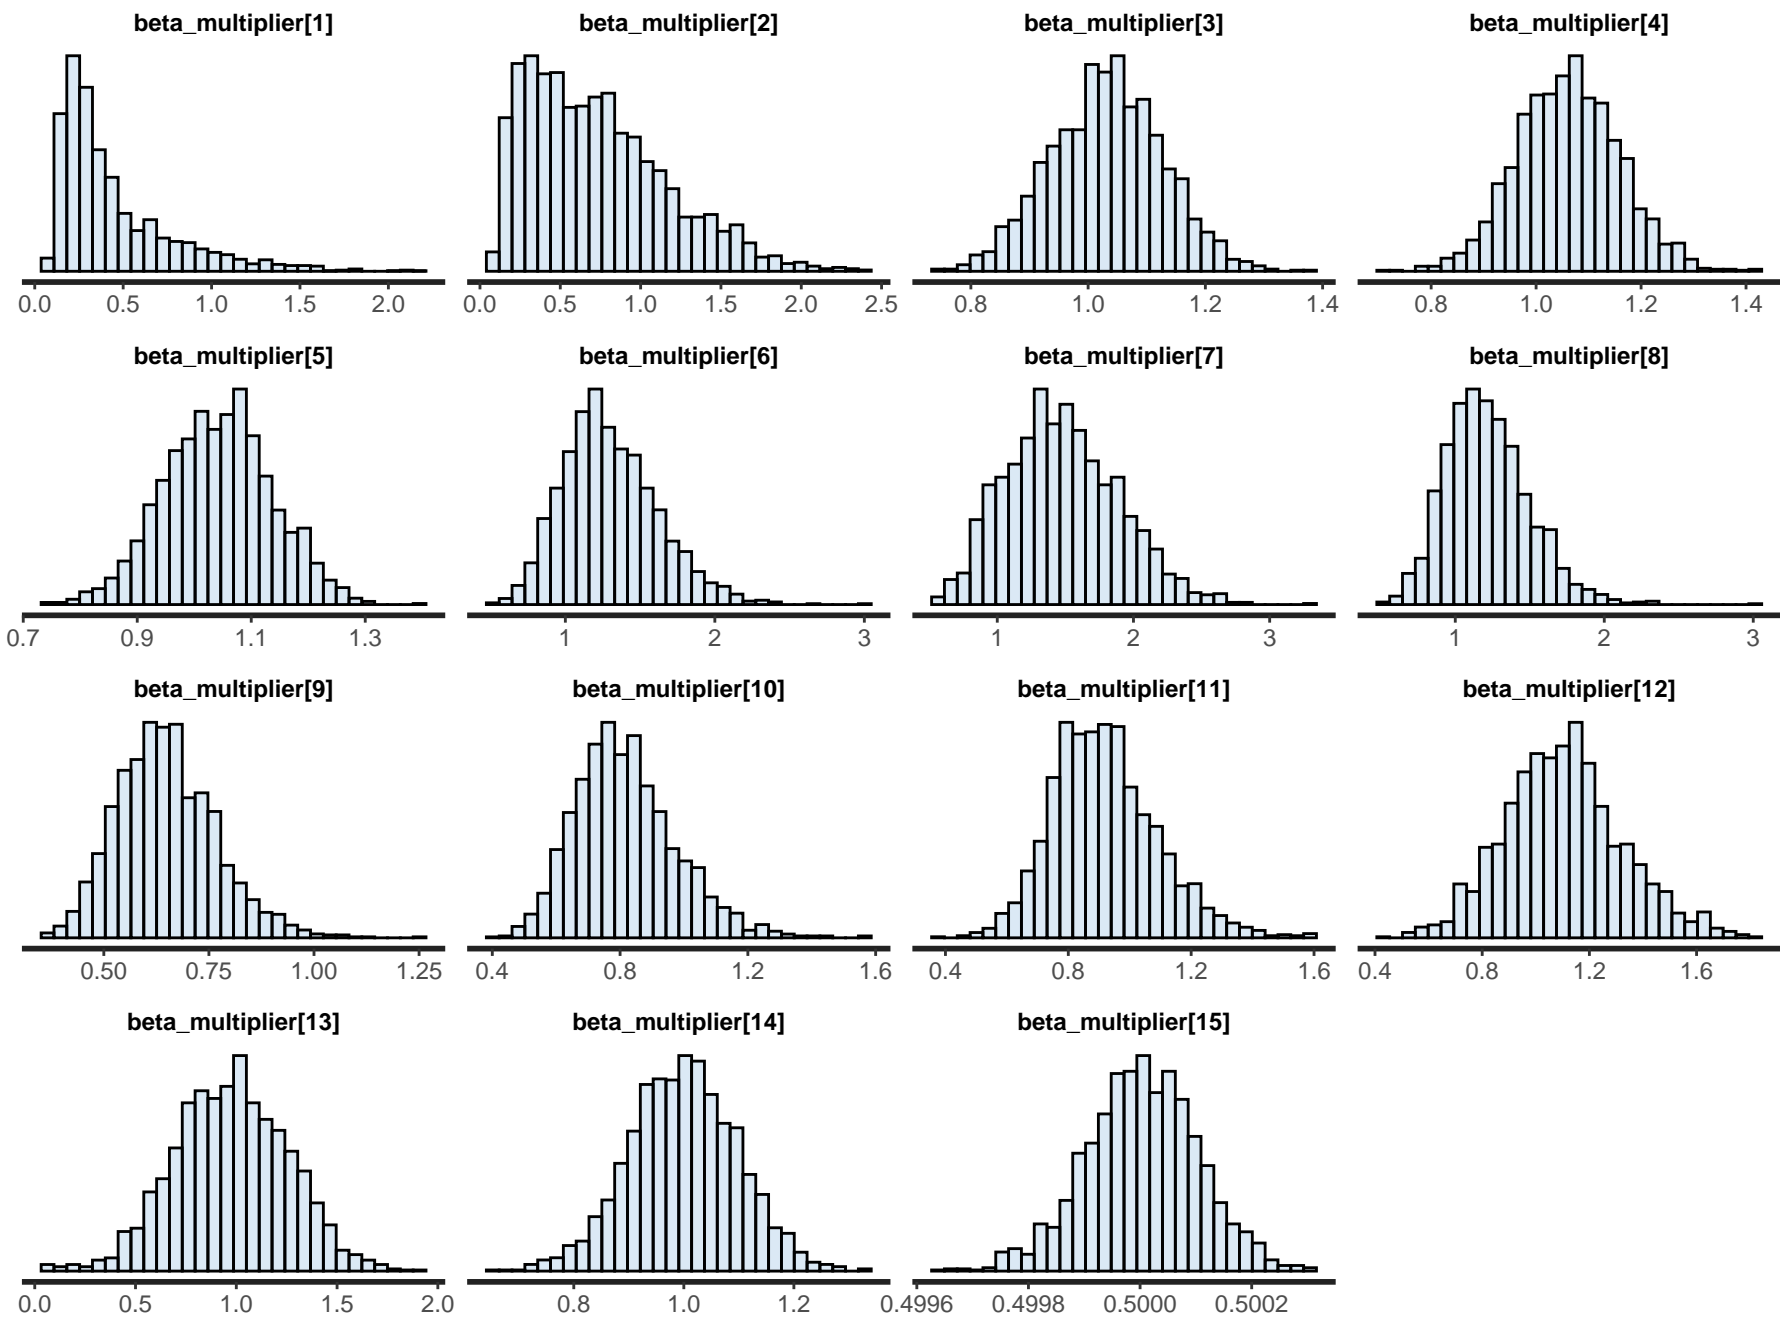 beta_multiplier[1] beta_multiplier[2] beta_multiplier[3] beta_multiplier[4]
0.0 0.5 1.0 1.5 2.0 0.0 0.5 1.0 1.5 2.0 2.5 0.8 1.0 1.2 1.4 0.8 1.0 1.2 1.4
beta_multiplier[5] beta_multiplier[6] beta_multiplier[7] beta_multiplier[8]
0.7 0.9 1.1 1.3 1 2 3 1 2 3 1 2 3
beta_multiplier[9] beta_multiplier[10] beta_multiplier[11] beta_multiplier[12]
0.50 0.75 1.00 1.25 0.4 0.8 1.2 1.6 0.4 0.8 1.2 1.6 0.4 0.8 1.2 1.6
beta_multiplier[13] beta_multiplier[14] beta_multiplier[15]
0.0 0.5 1.0 1.5 2.0 0.8 1.0 1.2 0.4996 0.4998 0.5000 0.5002